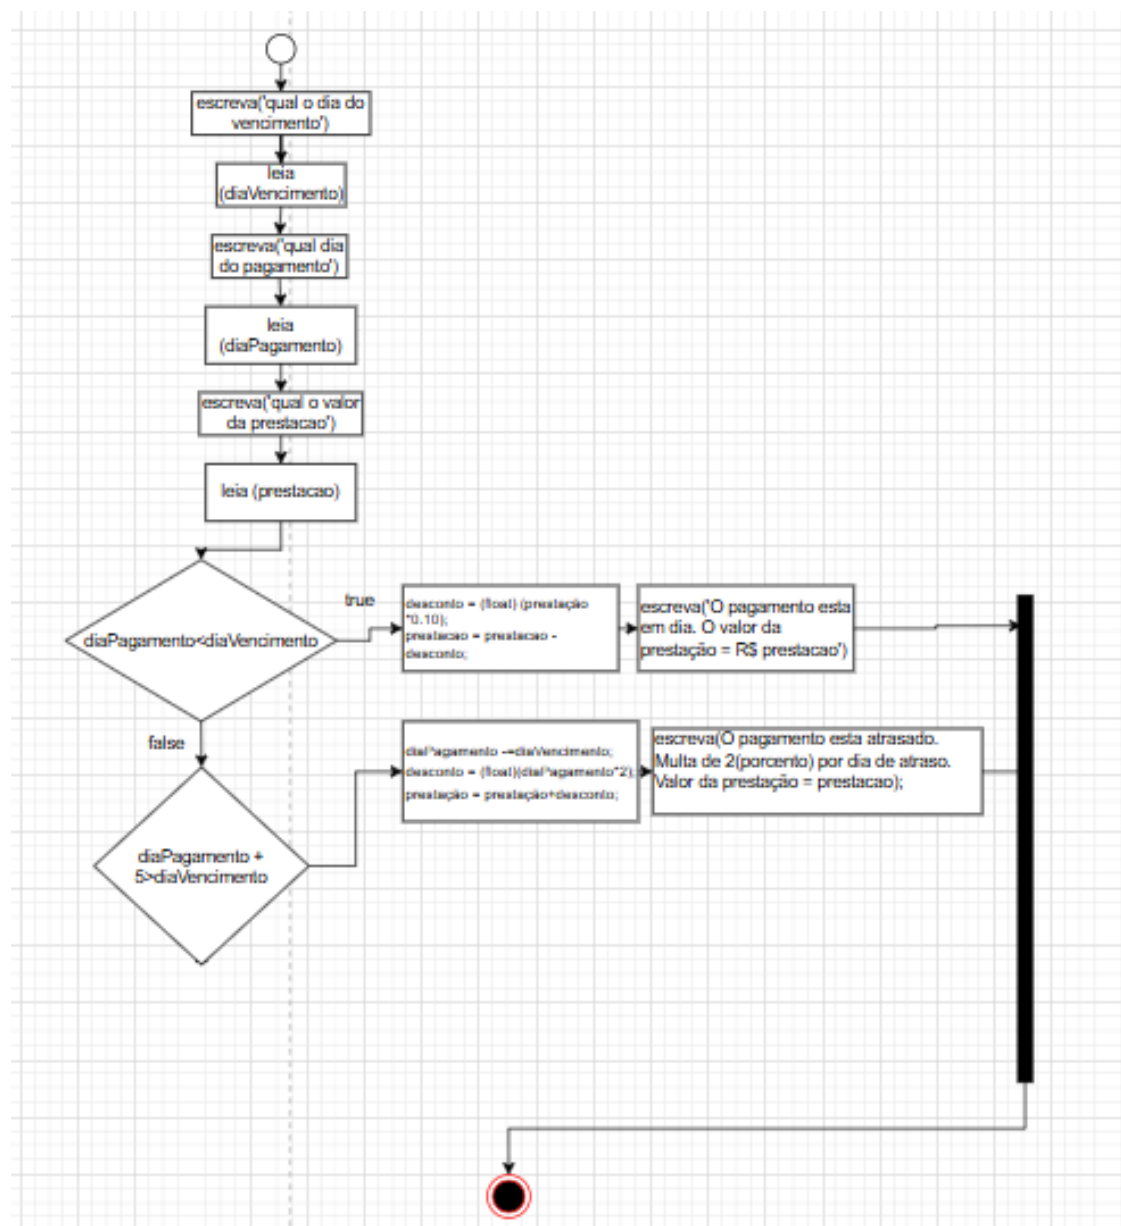 escreva('qual o dia do
vencimento')
leia
(diaVencimento)
escreva('qual dia
do pagamento')
leia
(diaPagamento)
escreva('qual o valor
da prestacao')
leia (prestacao)
diaPagamento<diaVencimento
true
desconto = (float) (prestação
*0.10);
prestacao = prestacao -
desconto;
escreva('O pagamento esta
em dia. O valor da
prestação = R$ prestacao')
false
diaPagamento -=diaVencimento;
desconto = (float)(diaPagamento*2);
prestação = prestação+desconto;
escreva(O pagamento esta atrasado.
Multa de 2(porcento) por dia de atraso.
Valor da prestação = prestacao);
diaPagamento +
5>diaVencimento